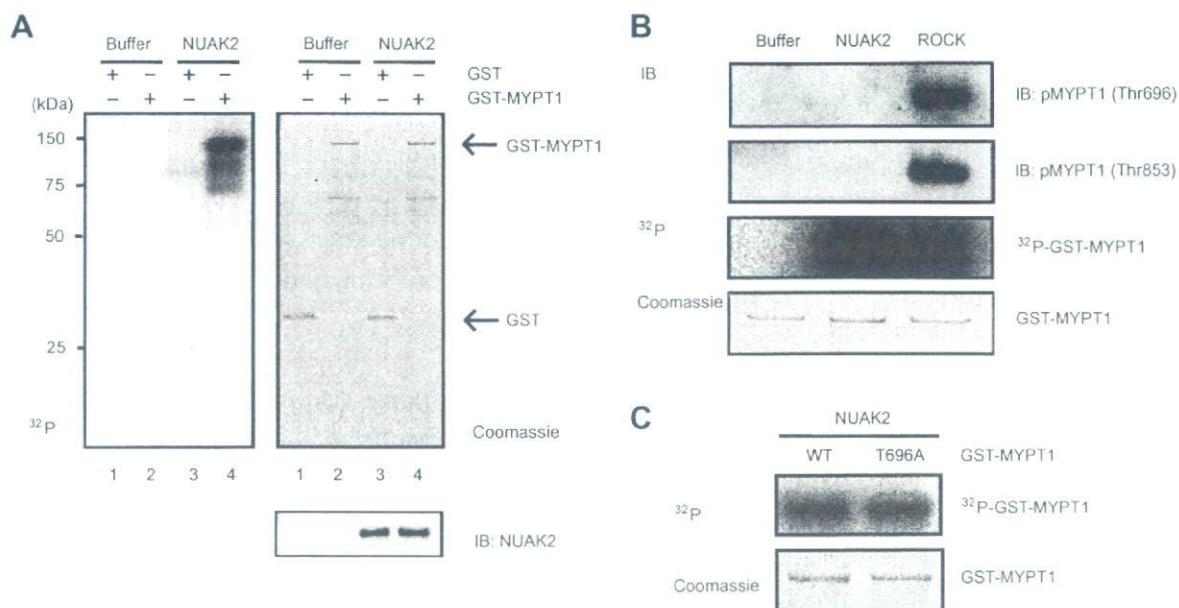 A
Buffer NUAK2 Buffer NUAK2
+ − + − + − + − GST
(kDa) − + − + − + − + GST-MYPT1
150
75
50
25
GST-MYPT1
GST
32P
Coomassie
1 2 3 4 1 2 3 4
IB: NUAK2
B
Buffer NUAK2 ROCK
IB
IB: pMYPT1 (Thr696)
IB: pMYPT1 (Thr853)
32P
32P-GST-MYPT1
Coomassie
GST-MYPT1
C
NUAK2
WT T696A GST-MYPT1
32P
32P-GST-MYPT1
Coomassie
GST-MYPT1